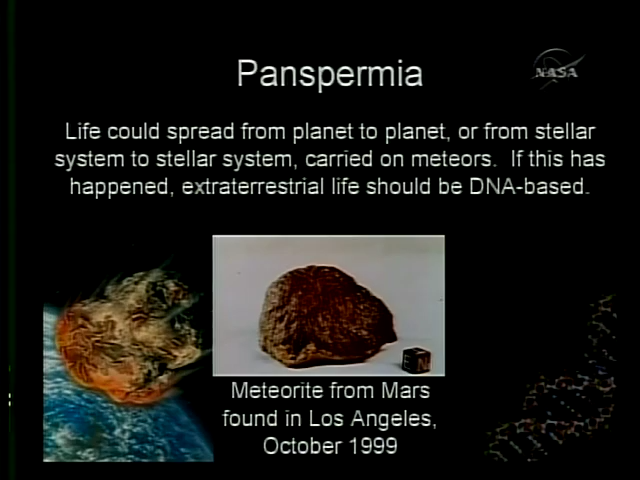 Panspermia
NASA
Life could spread from planet to planet, or from stellar
system to stellar system, carried on meteors.  If this has
happened, extraterrestrial life should be DNA-based.
Meteorite from Mars
found in Los Angeles,
October 1999